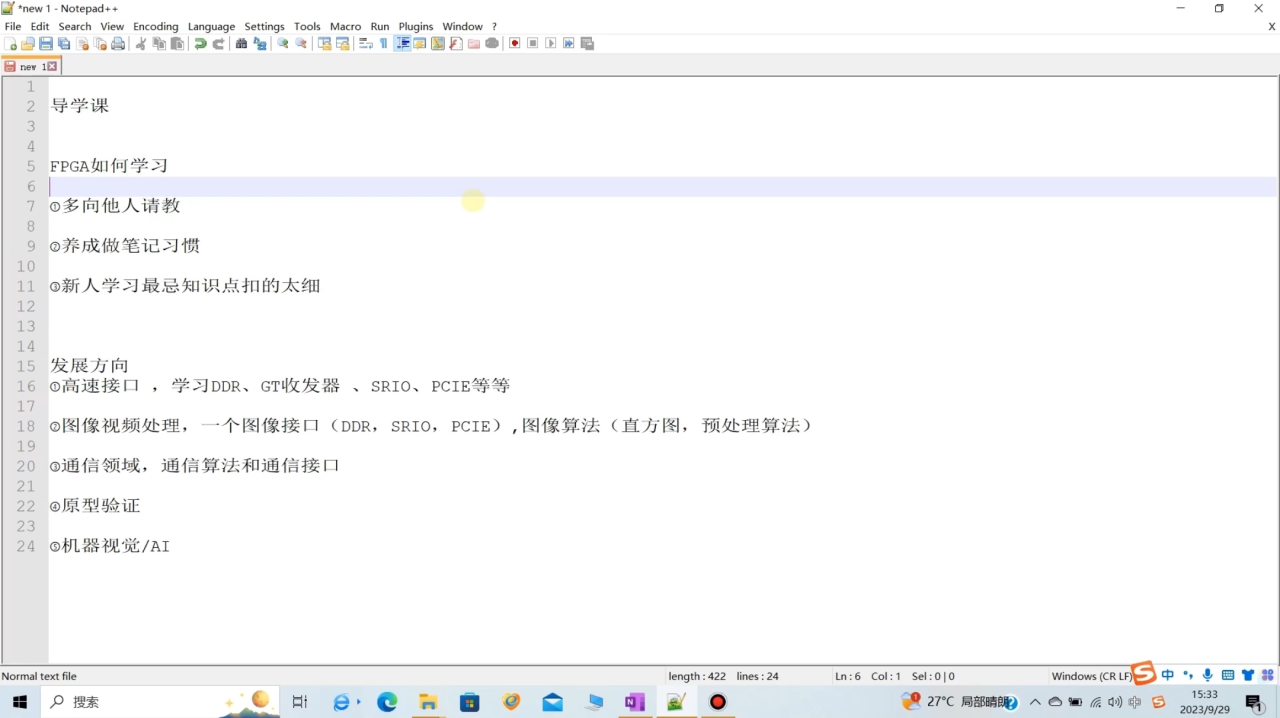 *new 1 - Notepad++
File Edit Search View Encoding Language Settings Tools Macro Run Plugins Window ?
X
new 1
1
2 导学课
3
4
5 FPGA如何学习
6
7 ①多向他人请教
8
9 ②养成做笔记习惯
10
11 ③新人学习最忌知识点扣的太细
12
13
14
15 发展方向
16 ①高速接口 ，学习DDR、GT收发器 、SRIO、PCIE等等
17
18 ②图像视频处理，一个图像接口（DDR，SRIO，PCIE）,图像算法（直方图，预处理算法）
19
20 ③通信领域，通信算法和通信接口
21
22 ④原型验证
23
24 ⑤机器视觉/AI
Normal text file length : 422 lines : 24 Ln : 6 Col : 1 Sel : 0 | 0 Windows (CR LF) 中
搜索 27°C 局部晴朗 中 15:33
2023/9/29